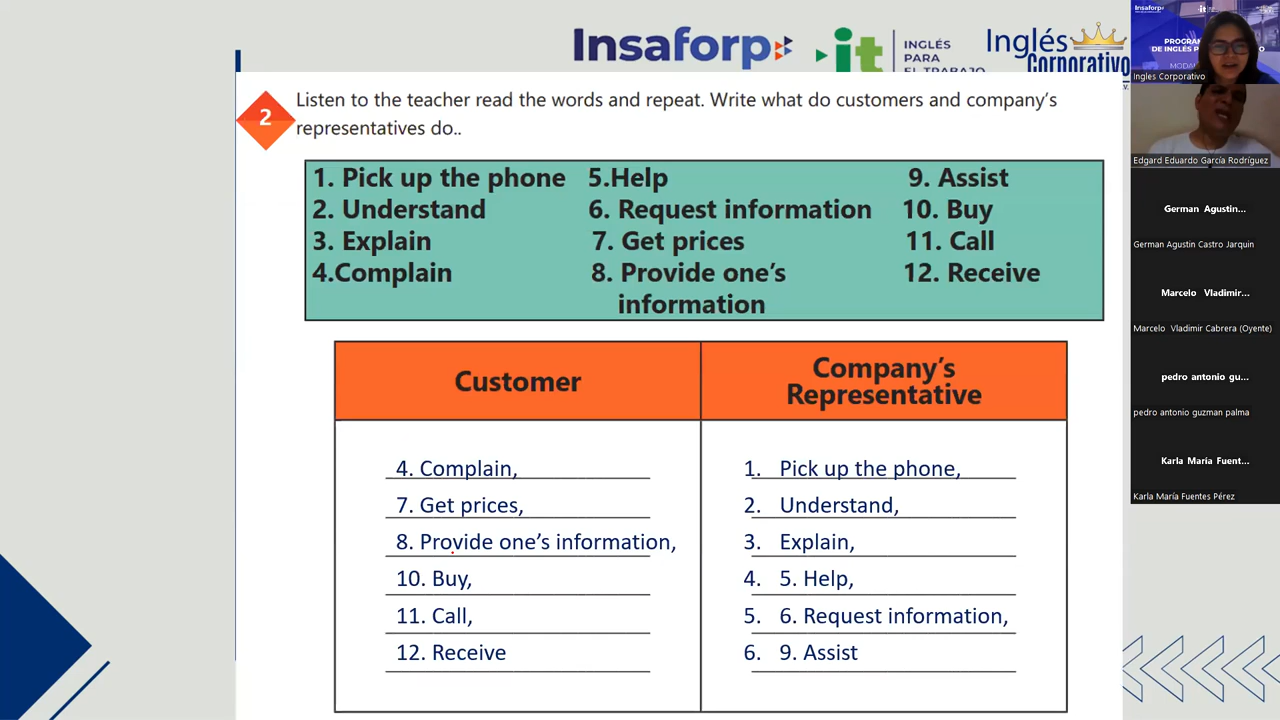 Insaforp
it
INGLÉS
PARA
EL TRABAJO
Inglés
Corporativo
2
Listen to the teacher read the words and repeat. Write what do customers and company's
representatives do..
1. Pick up the phone 5.Help 9. Assist
2. Understand 6. Request information 10. Buy
3. Explain 7. Get prices 11. Call
4.Complain 8. Provide one's 12. Receive
information
Customer
Company's
Representative
4. Complain,
7. Get prices,
8. Provide one's information,
10. Buy,
11. Call,
12. Receive
1. Pick up the phone,
2. Understand,
3. Explain,
4. 5. Help,
5. 6. Request information,
6. 9. Assist
Insaforp
it
Ingles Corporativo
Edgard Eduardo García Rodríguez
German Agustin...
German Agustin Castro Jarquin
Marcelo Vladimir...
Marcelo Vladimir Cabrera (Oyente)
pedro antonio gu...
pedro antonio guzman palma
Karla María Fuent...
Karla María Fuentes Pérez